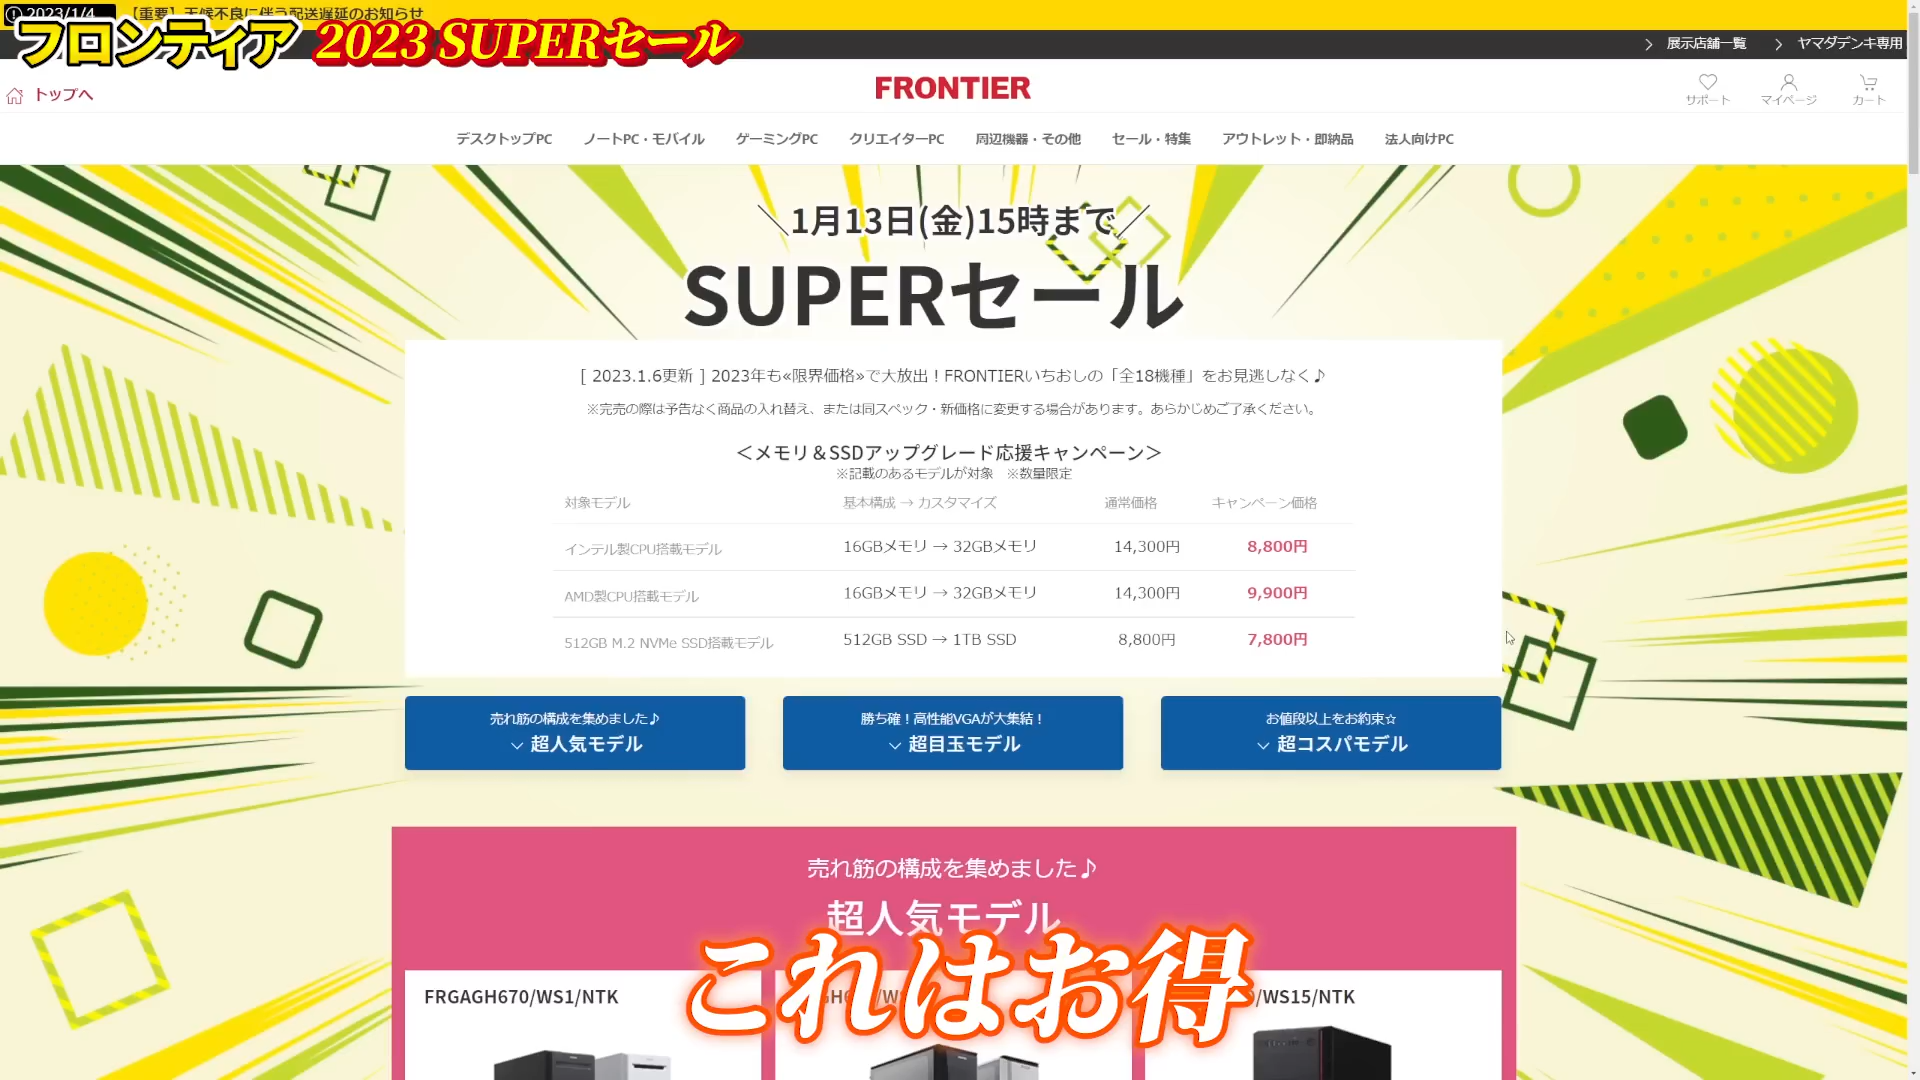 2023/1/4 【重要】天候不良に伴う配送遅延のお知らせ
フロンティア 2023 SUPERセール
展示店舗一覧 ヤマダデンキ専用
トップへ
FRONTIER
サポート マイページ カート
デスクトップPC ノートPC・モバイル ゲーミングPC クリエイターPC 周辺機器・その他 セール・特集 アウトレット・即納品 法人向けPC
＼1月13日(金)15時まで／
SUPERセール
[ 2023.1.6更新 ] 2023年も«限界価格»で大放出！FRONTIERいちおしの「全18機種」をお見逃しなく♪
※完売の際は予告なく商品の入れ替え、または同スペック・新価格に変更する場合があります。あらかじめご了承ください。
＜メモリ＆SSDアップグレード応援キャンペーン＞
※記載のあるモデルが対象 ※数量限定
対象モデル 基本構成 → カスタマイズ 通常価格 キャンペーン価格
インテル製CPU搭載モデル 16GBメモリ → 32GBメモリ 14,300円 8,800円
AMD製CPU搭載モデル 16GBメモリ → 32GBメモリ 14,300円 9,900円
512GB M.2 NVMe SSD搭載モデル 512GB SSD → 1TB SSD 8,800円 7,800円
売れ筋の構成を集めました♪ 勝ち確！高性能VGAが大集結！ お値段以上をお約束☆
超人気モデル 超目玉モデル 超コスパモデル
売れ筋の構成を集めました♪
超人気モデル
これはお得
FRGAGH670/WS1/NTK /WS15/NTK